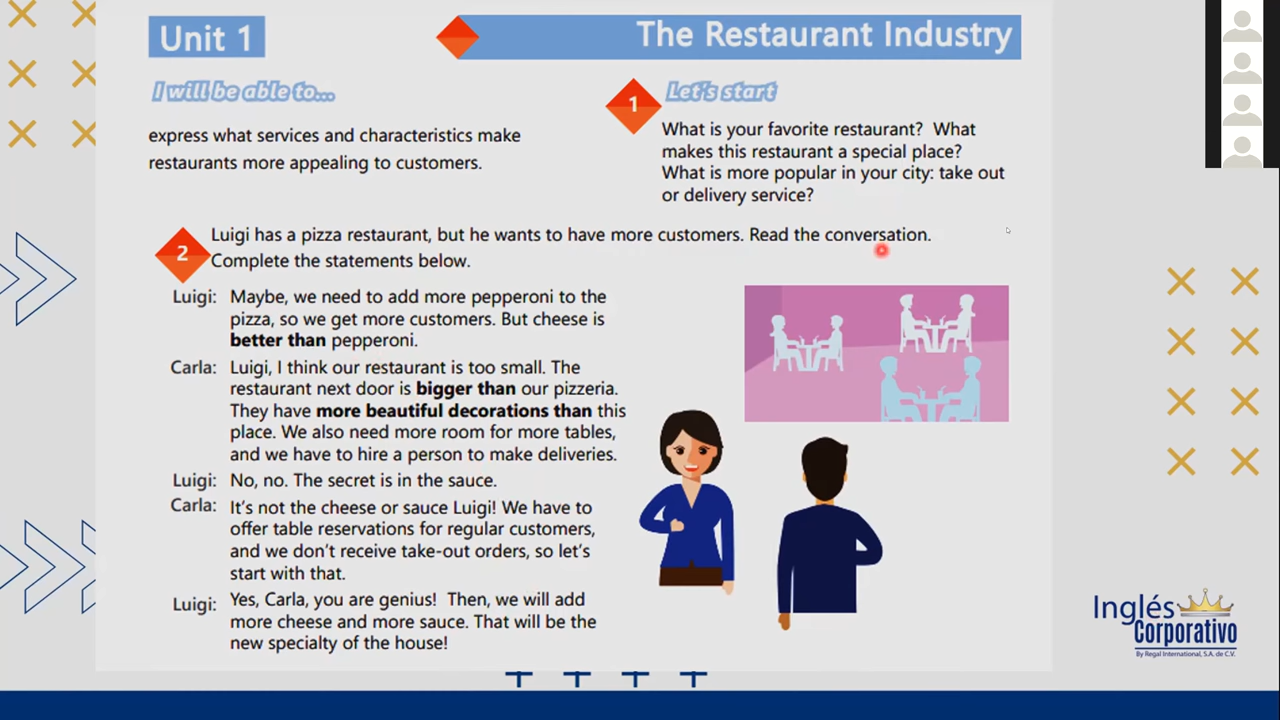 Unit 1
The Restaurant Industry
I will be able to...
express what services and characteristics make
restaurants more appealing to customers.
1
Let's start
What is your favorite restaurant? What
makes this restaurant a special place?
What is more popular in your city: take out
or delivery service?
2
Luigi has a pizza restaurant, but he wants to have more customers. Read the conversation.
Complete the statements below.
Luigi: Maybe, we need to add more pepperoni to the
pizza, so we get more customers. But cheese is
better than pepperoni.
Carla: Luigi, I think our restaurant is too small. The
restaurant next door is bigger than our pizzeria.
They have more beautiful decorations than this
place. We also need more room for more tables,
and we have to hire a person to make deliveries.
Luigi: No, no. The secret is in the sauce.
Carla: It's not the cheese or sauce Luigi! We have to
offer table reservations for regular customers,
and we don't receive take-out orders, so let's
start with that.
Luigi: Yes, Carla, you are genius! Then, we will add
more cheese and more sauce. That will be the
new specialty of the house!
Inglés
Corporativo
By Regal International, S.A. de C.V.